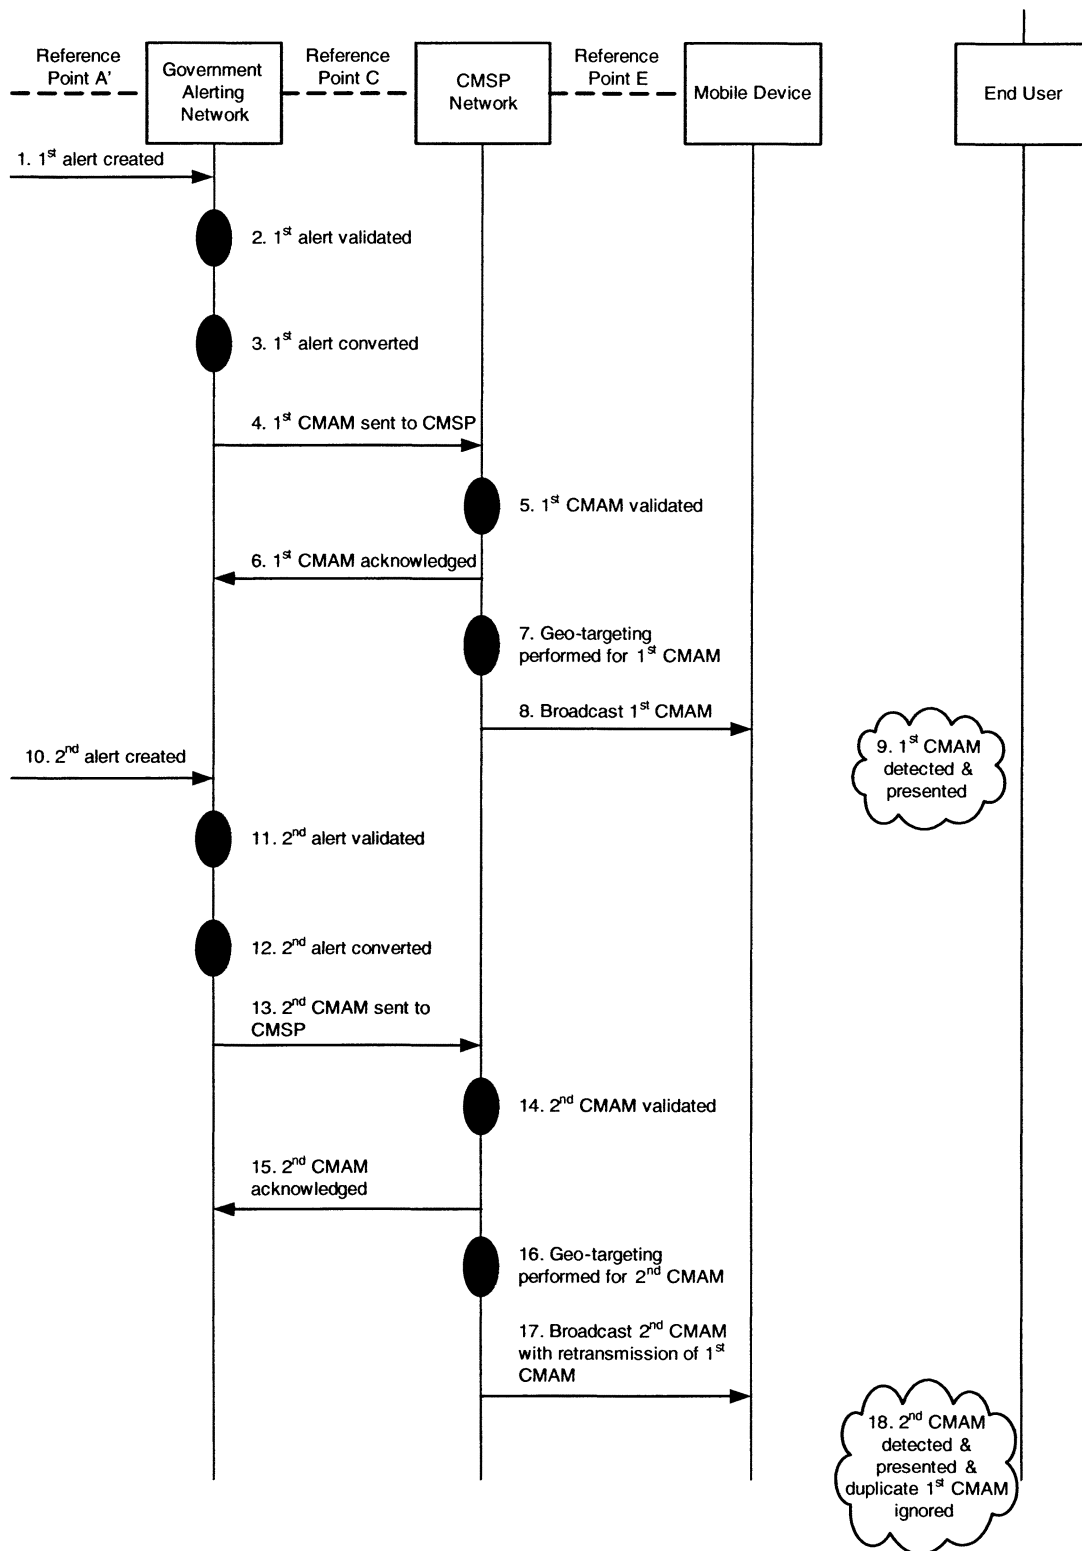 Reference
Point A'
Government
Alerting
Network
Reference
Point C
CMSP
Network
Reference
Point E
Mobile Device
End User
1. 1st alert created
2. 1st alert validated
3. 1st alert converted
4. 1st CMAM sent to CMSP
5. 1st CMAM validated
6. 1st CMAM acknowledged
7. Geo-targeting
performed for 1st CMAM
8. Broadcast 1st CMAM
9. 1st CMAM
detected &
presented
10. 2nd alert created
11. 2nd alert validated
12. 2nd alert converted
13. 2nd CMAM sent to
CMSP
14. 2nd CMAM validated
15. 2nd CMAM
acknowledged
16. Geo-targeting
performed for 2nd CMAM
17. Broadcast 2nd CMAM
with retransmission of 1st
CMAM
18. 2nd CMAM
detected &
presented &
duplicate 1st CMAM
ignored